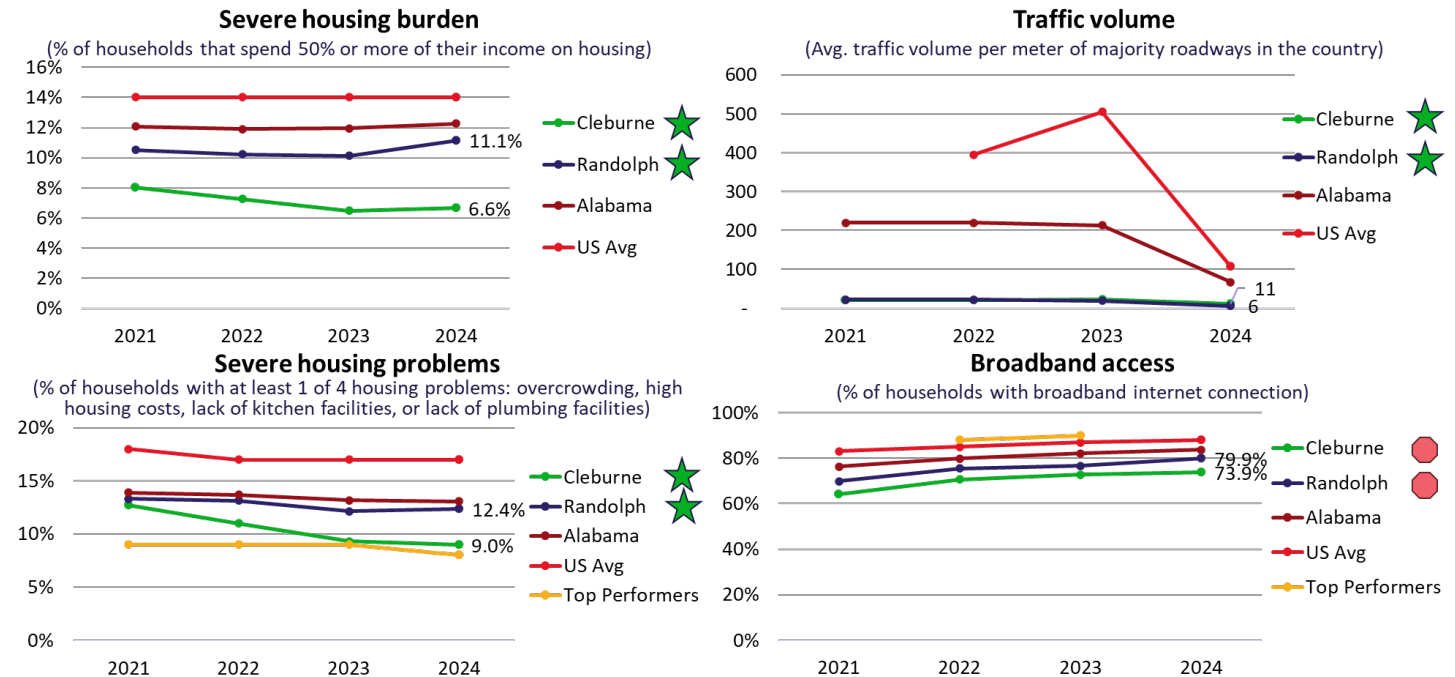 Severe housing burden
(% of households that spend 50% or more of their income on housing)
16%
14%
12%
10%
8%
6%
4%
2%
0%
2021 2022 2023 2024
11.1%
6.6%
Cleburne
Randolph
Alabama
US Avg
Traffic volume
(Avg. traffic volume per meter of majority roadways in the country)
600
500
400
300
200
100
-
2021 2022 2023 2024
11
6
Cleburne
Randolph
Alabama
US Avg
Severe housing problems
(% of households with at least 1 of 4 housing problems: overcrowding, high
housing costs, lack of kitchen facilities, or lack of plumbing facilities)
20%
15%
10%
5%
0%
2021 2022 2023 2024
12.4%
9.0%
Cleburne
Randolph
Alabama
US Avg
Top Performers
Broadband access
(% of households with broadband internet connection)
100%
80%
60%
40%
20%
0%
2021 2022 2023 2024
79.9%
73.9%
Cleburne
Randolph
Alabama
US Avg
Top Performers